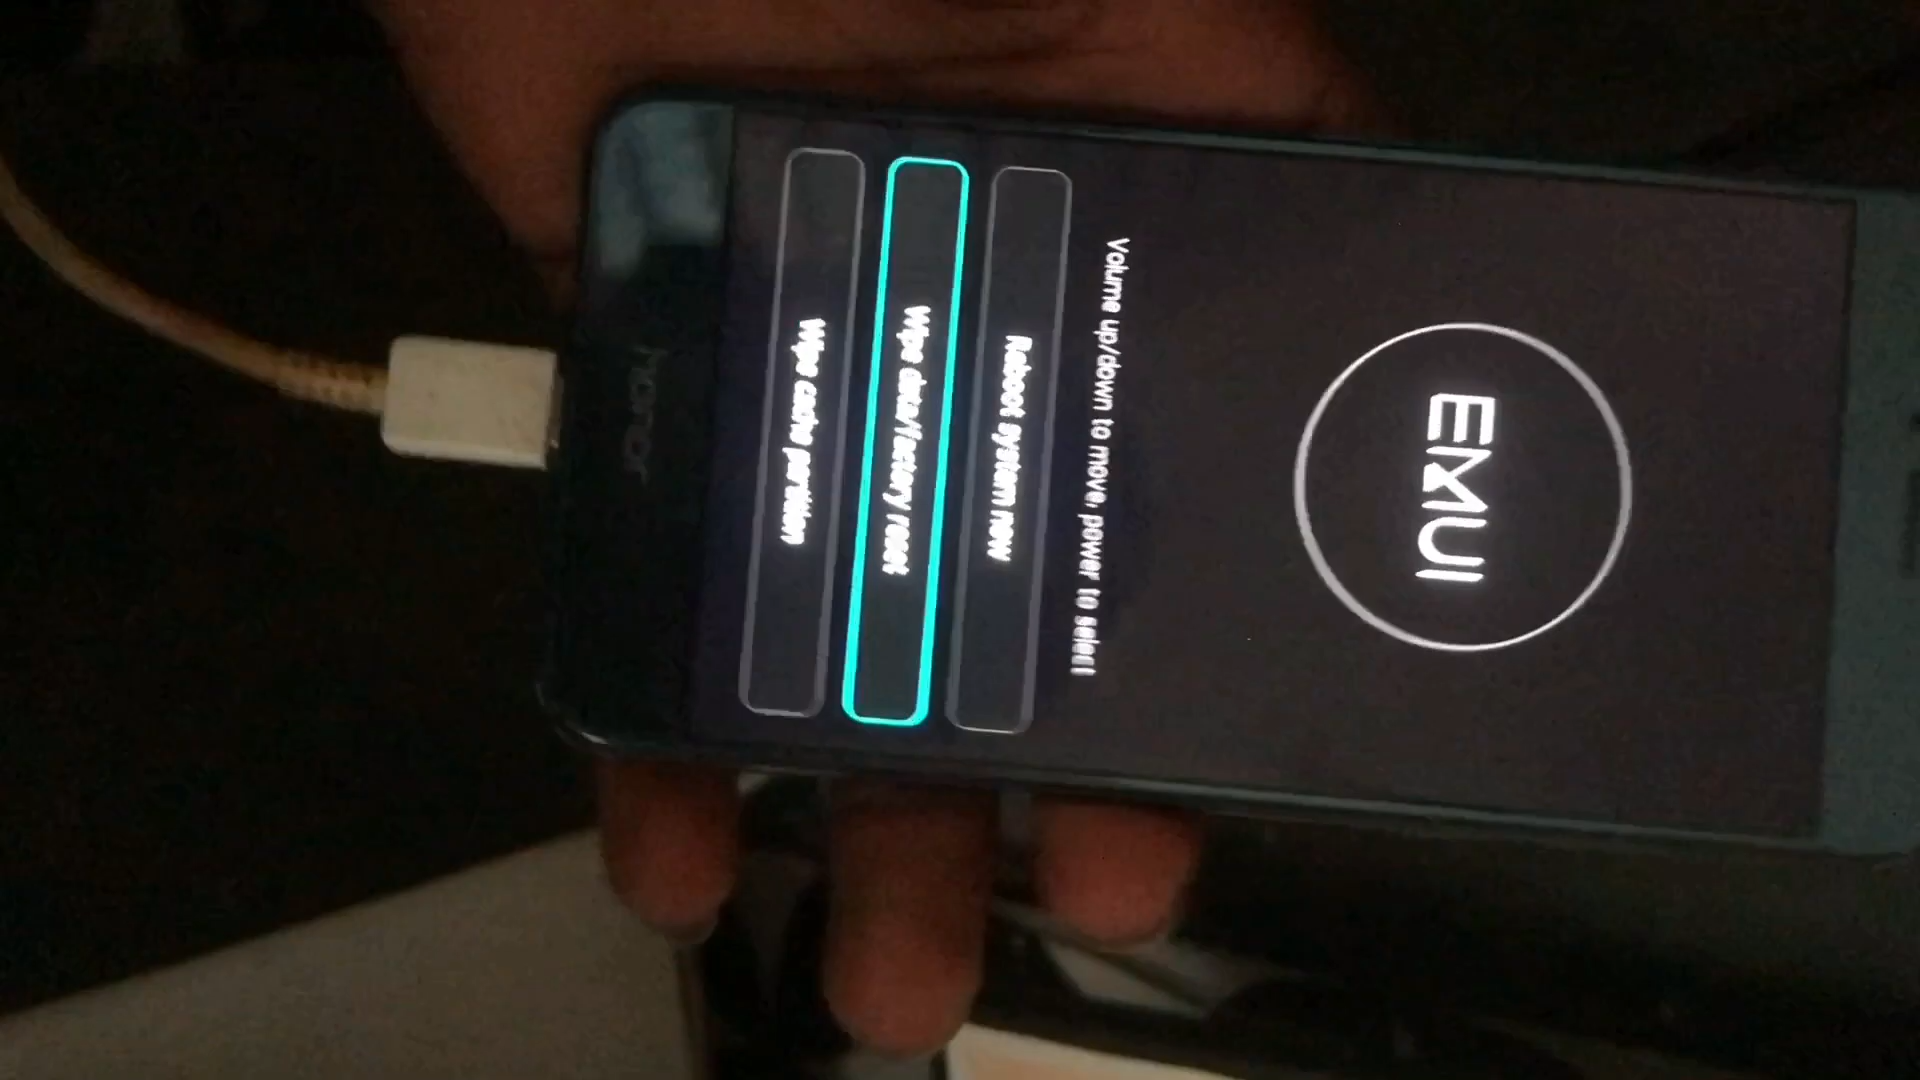 EMUI
Volume up/down to move, power to select
Reboot system now
Wipe data/factory reset
Wipe cache partition
honor